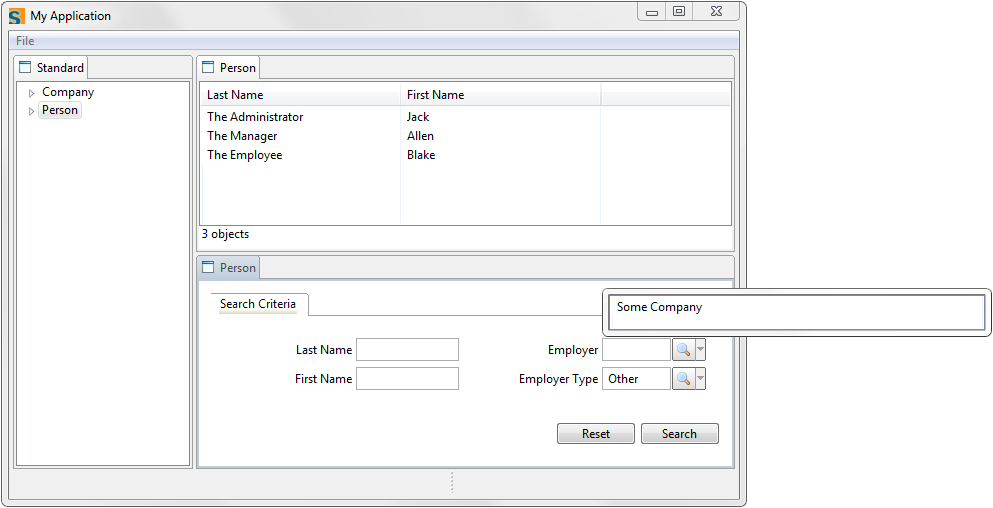 My Application
File
Standard
Company
Person
Person
Last Name First Name
The Administrator Jack
The Manager Allen
The Employee Blake
3 objects
Person
Search Criteria
Some Company
Last Name Employer
First Name Employer Type Other
Reset Search